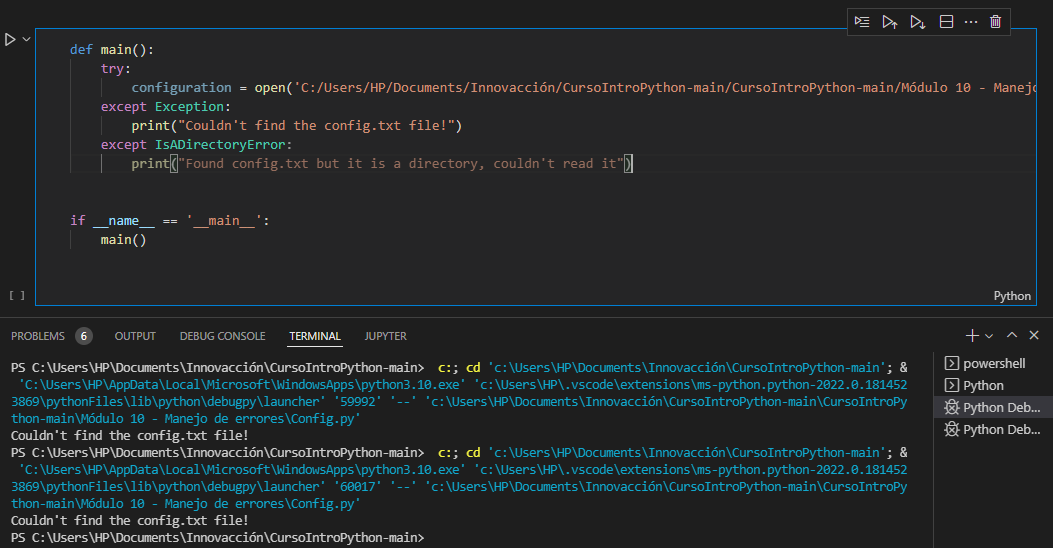 def main():
try:
configuration = open('C:/Users/HP/Documents/Innovacción/CursoIntroPython-main/CursoIntroPython-main/Módulo 10 - Manejo
except Exception:
print("Couldn't find the config.txt file!")
except IsADirectoryError:
print("Found config.txt but it is a directory, couldn't read it")
if __name__ == '__main__':
main()
[ ]
Python
PROBLEMS 6 OUTPUT DEBUG CONSOLE TERMINAL JUPYTER
PS C:\Users\HP\Documents\Innovacción\CursoIntroPython-main> c:; cd 'c:\Users\HP\Documents\Innovacción\CursoIntroPython-main'; &
'C:\Users\HP\AppData\Local\Microsoft\WindowsApps\python3.10.exe' 'c:\Users\HP\.vscode\extensions\ms-python.python-2022.0.181452
3869\pythonFiles\lib\python\debugpy\launcher' '59992' '--' 'c:\Users\HP\Documents\Innovacción\CursoIntroPython-main\CursoIntroPy
thon-main\Módulo 10 - Manejo de errores\Config.py'
Couldn't find the config.txt file!
PS C:\Users\HP\Documents\Innovacción\CursoIntroPython-main> c:; cd 'c:\Users\HP\Documents\Innovacción\CursoIntroPython-main'; &
'C:\Users\HP\AppData\Local\Microsoft\WindowsApps\python3.10.exe' 'c:\Users\HP\.vscode\extensions\ms-python.python-2022.0.181452
3869\pythonFiles\lib\python\debugpy\launcher' '60017' '--' 'c:\Users\HP\Documents\Innovacción\CursoIntroPython-main\CursoIntroPy
thon-main\Módulo 10 - Manejo de errores\Config.py'
Couldn't find the config.txt file!
PS C:\Users\HP\Documents\Innovacción\CursoIntroPython-main>
powershell
Python
Python Deb...
Python Deb...